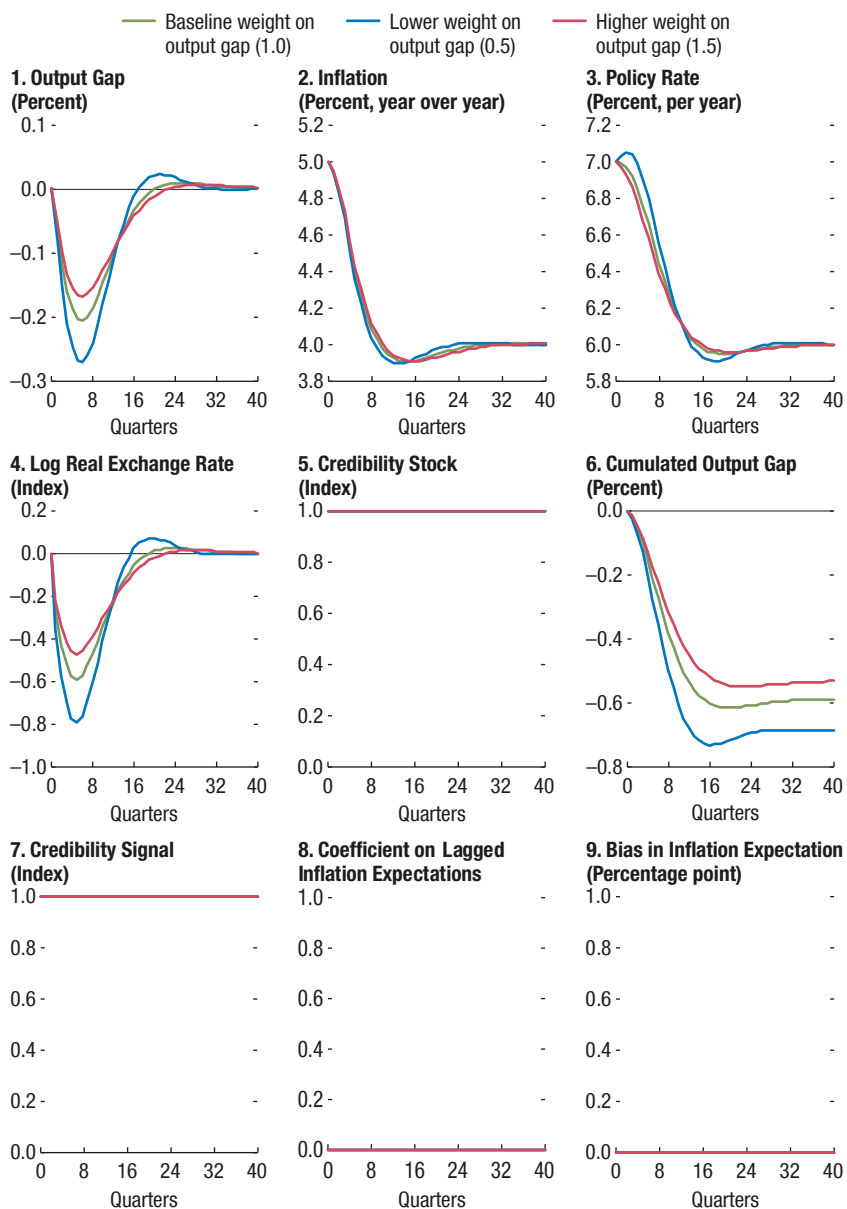 Baseline weight on output gap (1.0)
Lower weight on output gap (0.5)
Higher weight on output gap (1.5)
1. Output Gap
(Percent)
0.1
0.0
–0.1
–0.2
–0.3
0 8 16 24 32 40
Quarters
2. Inflation
(Percent, year over year)
5.2
5.0
4.8
4.6
4.4
4.2
4.0
3.8
0 8 16 24 32 40
Quarters
3. Policy Rate
(Percent, per year)
7.2
7.0
6.8
6.6
6.4
6.2
6.0
5.8
0 8 16 24 32 40
Quarters
4. Log Real Exchange Rate
(Index)
0.2
0.0
–0.2
–0.4
–0.6
–0.8
–1.0
0 8 16 24 32 40
Quarters
5. Credibility Stock
(Index)
1.0
0.8
0.6
0.4
0.2
0.0
0 8 16 24 32 40
Quarters
6. Cumulated Output Gap
(Percent)
0.0
–0.2
–0.4
–0.6
–0.8
0 8 16 24 32 40
Quarters
7. Credibility Signal
(Index)
1.0
0.8
0.6
0.4
0.2
0.0
0 8 16 24 32 40
Quarters
8. Coefficient on Lagged
Inflation Expectations
1.0
0.8
0.6
0.4
0.2
0.0
0 8 16 24 32 40
Quarters
9. Bias in Inflation Expectation
(Percentage point)
1.0
0.8
0.6
0.4
0.2
0.0
0 8 16 24 32 40
Quarters